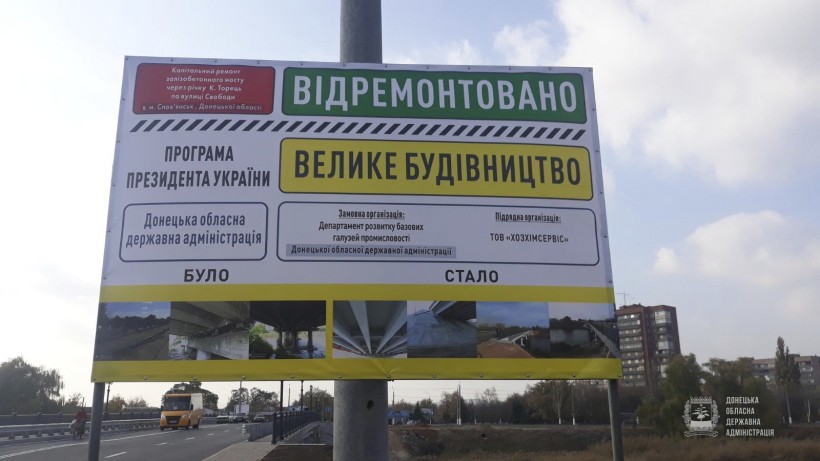 Капітальний ремонт
залізобетонного мосту
через річку К. Торець
по вулиці Свободи
в м. Слов'янськ, Донецької області
ВІДРЕМОНТОВАНО
ПРОГРАМА
ПРЕЗИДЕНТА УКРАЇНИ
ВЕЛИКЕ БУДІВНИЦТВО
Донецька обласна
державна адміністрація
Замовна організація:
Департамент розвитку базових
галузей промисловості
Донецької обласної державної адміністрації
Підрядна організація:
ТОВ «ХОЗХІМСЕРВІС»
БУЛО
СТАЛО
ДОНЕЦЬКА
ОБЛАСНА
ДЕРЖАВНА
АДМІНІСТРАЦІЯ